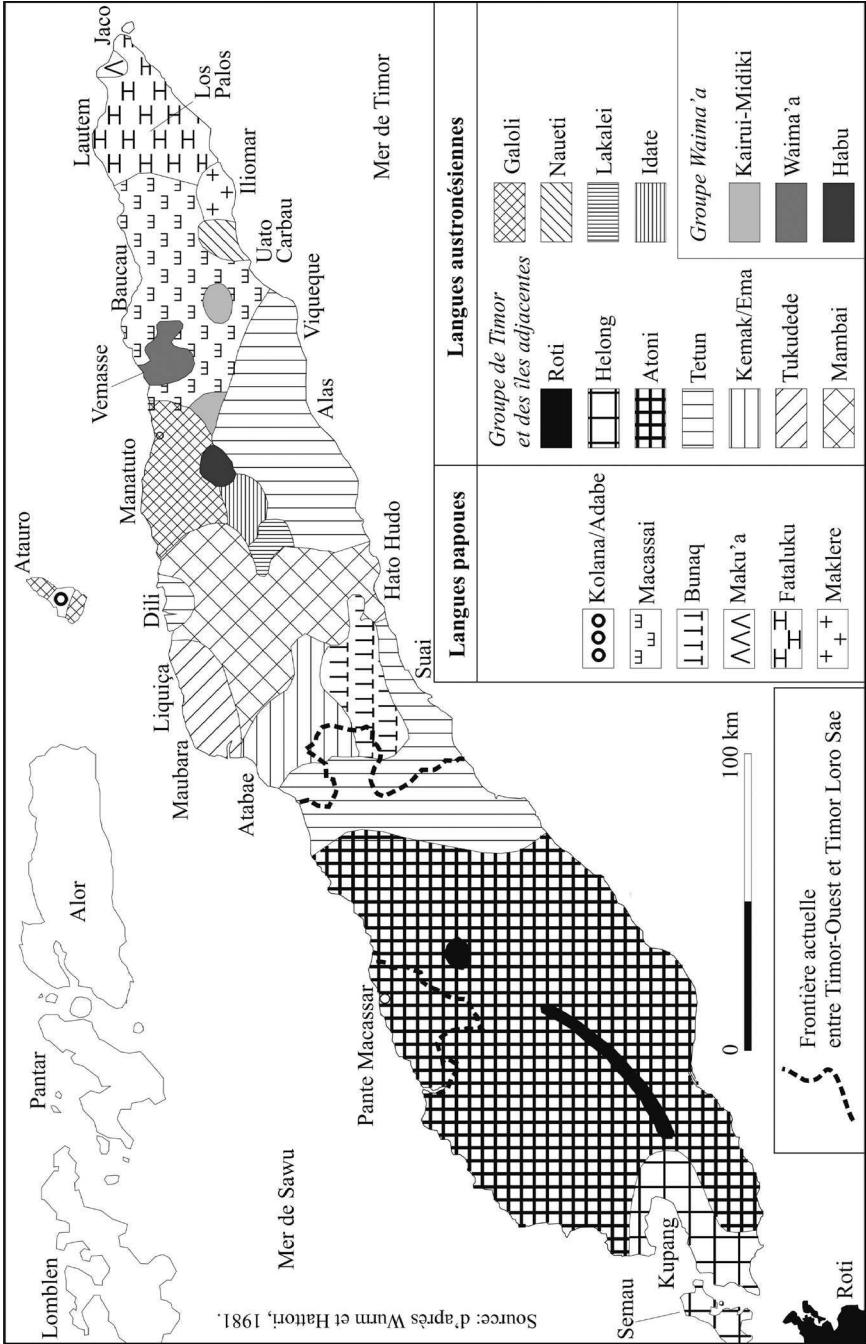 Lomblen
Pantar
Alor
Atauro
Jaco
Lautem
Los
Palos
Iliomar
Baucau
Uato
Carbau
Vemasse
Viqueque
Manatuto
Alas
Dili
Hato Hudo
Liquiça
Maubara
Suai
Atabae
Pante Macassar
Mer de Sawu
Mer de Timor
Kupang
Semau
Roti
Source: d'après Wurm et Hattori, 1981.
0
100 km
Frontière actuelle
entre Timor-Ouest et Timor Loro Sae
Langues papoues
Kolana/Adabe
Macassai
Bunaq
Maku'a
Fataluku
Maklere
Langues austronésiennes
Groupe de Timor
et des îles adjacentes
Roti
Helong
Atoni
Tetun
Kemak/Ema
Tukudede
Mambai
Galoli
Naueti
Lakalei
Idate
Groupe Waima'a
Kairui-Midiki
Waima'a
Habu